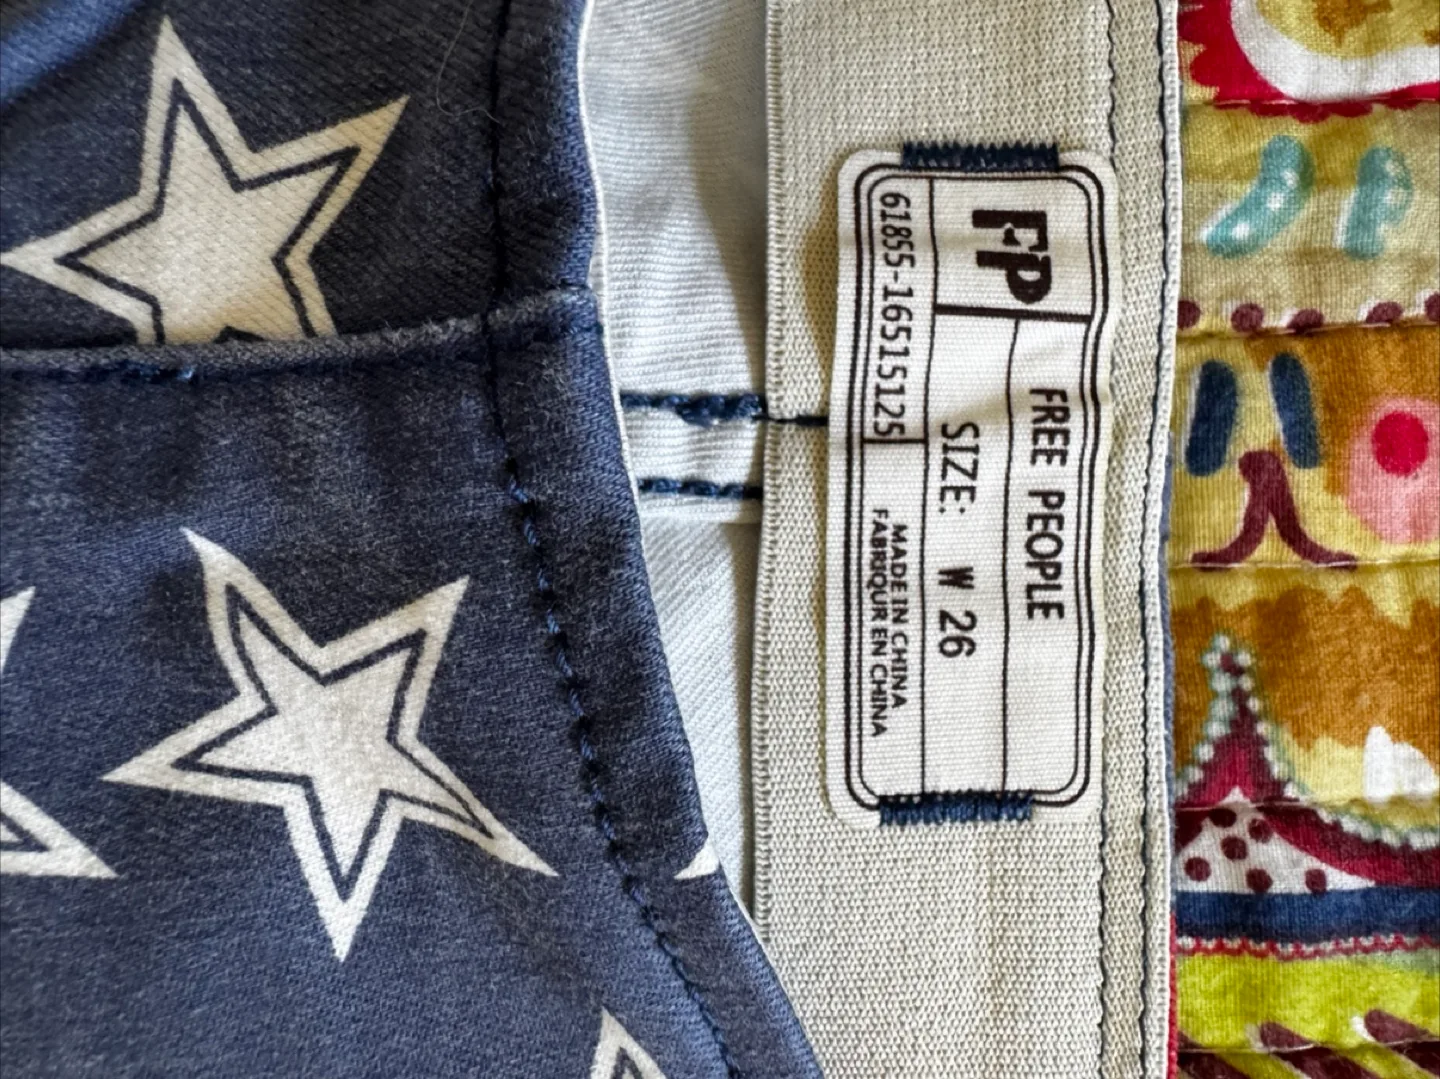 FP
FREE PEOPLE
SIZE: W 26
61855-16515125
MADE IN CHINA
FABRIQUR EN CHINA